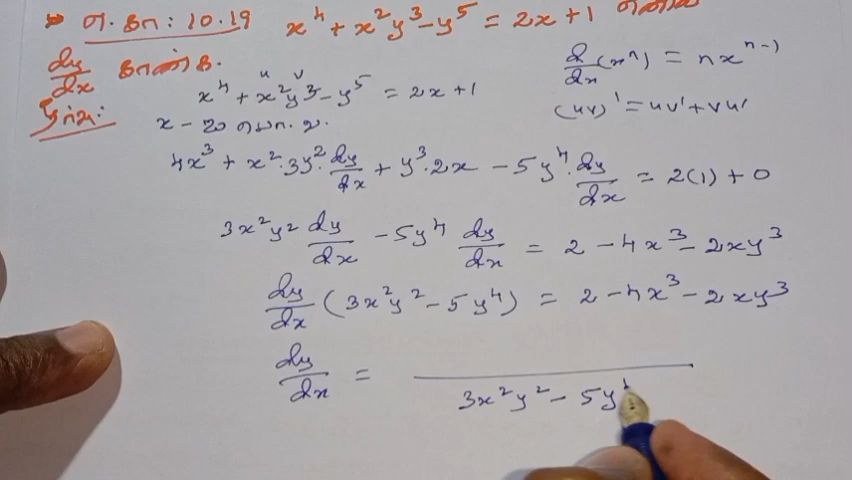 எ.கா : 10.19 x⁴ + x²y³ - y⁵ = 2x + 1 எனில்
dy/dx காண்க.
d/dx (xⁿ) = nxⁿ⁻¹
தீர்வு:
u v
x⁴ + x²y³ - y⁵ = 2x + 1
(uv)' = uv' + vu'
x - ஐ பொ.
4x³ + x²·3y²·dy/dx + y³·2x - 5y⁴·dy/dx = 2(1) + 0
3x²y² dy/dx - 5y⁴ dy/dx = 2 - 4x³ - 2xy³
dy/dx (3x²y² - 5y⁴) = 2 - 4x³ - 2xy³
dy/dx =
3x²y² - 5y